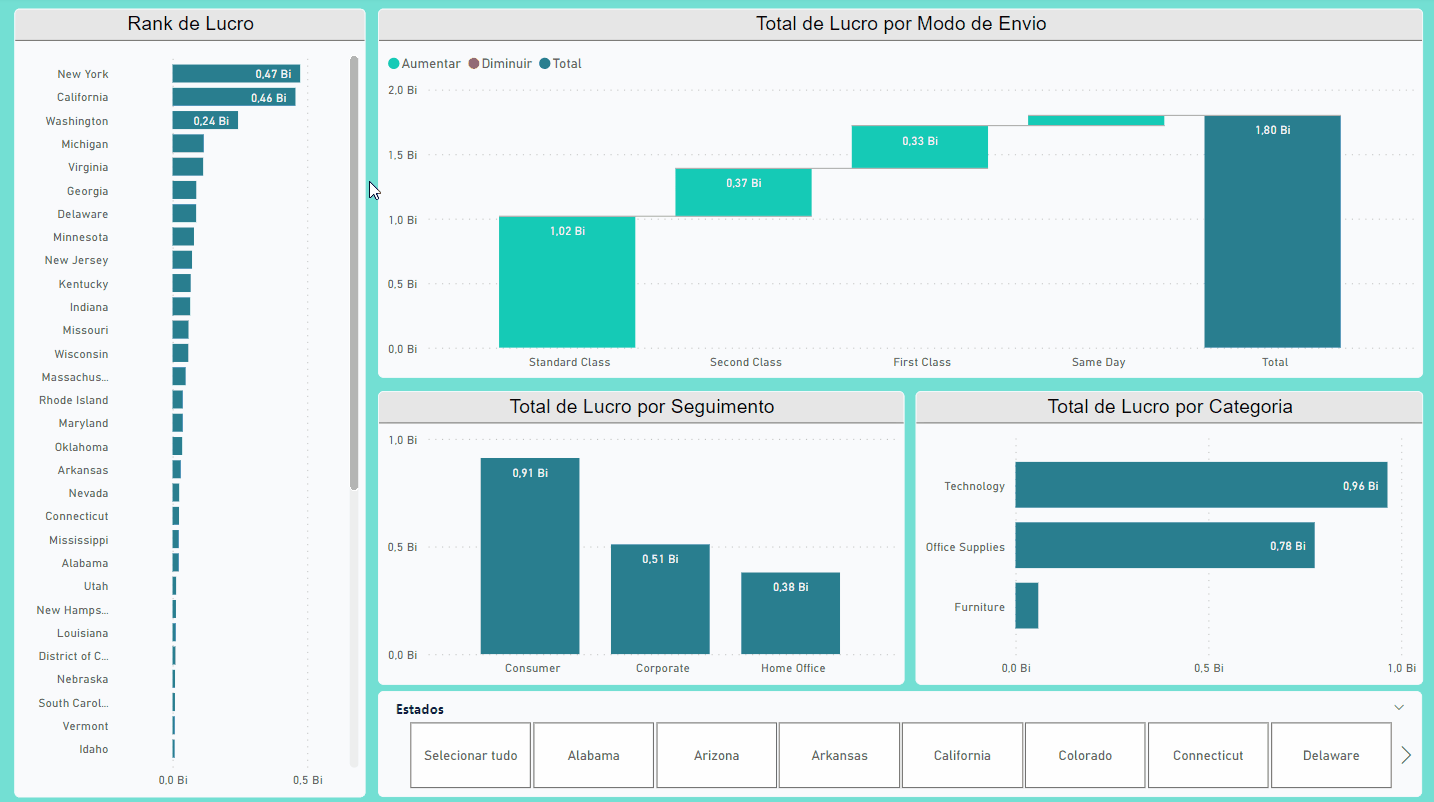 Rank de Lucro
New York
0,47 Bi
California
0,46 Bi
Washington
0,24 Bi
Michigan
Virginia
Georgia
Delaware
Minnesota
New Jersey
Kentucky
Indiana
Missouri
Wisconsin
Massachus...
Rhode Island
Maryland
Oklahoma
Arkansas
Nevada
Connecticut
Mississippi
Alabama
Utah
New Hamps...
Louisiana
District of C...
Nebraska
South Carol...
Vermont
Idaho
0,0 Bi 0,5 Bi
Total de Lucro por Modo de Envio
Aumentar Diminuir Total
2,0 Bi
1,5 Bi
1,0 Bi
0,5 Bi
0,0 Bi
1,02 Bi
0,37 Bi
0,33 Bi
1,80 Bi
Standard Class Second Class First Class Same Day Total
Total de Lucro por Seguimento
1,0 Bi
0,5 Bi
0,0 Bi
0,91 Bi
0,51 Bi
0,38 Bi
Consumer Corporate Home Office
Total de Lucro por Categoria
Technology
0,96 Bi
Office Supplies
0,78 Bi
Furniture
0,0 Bi 0,5 Bi 1,0 Bi
Estados
Selecionar tudo Alabama Arizona Arkansas California Colorado Connecticut Delaware